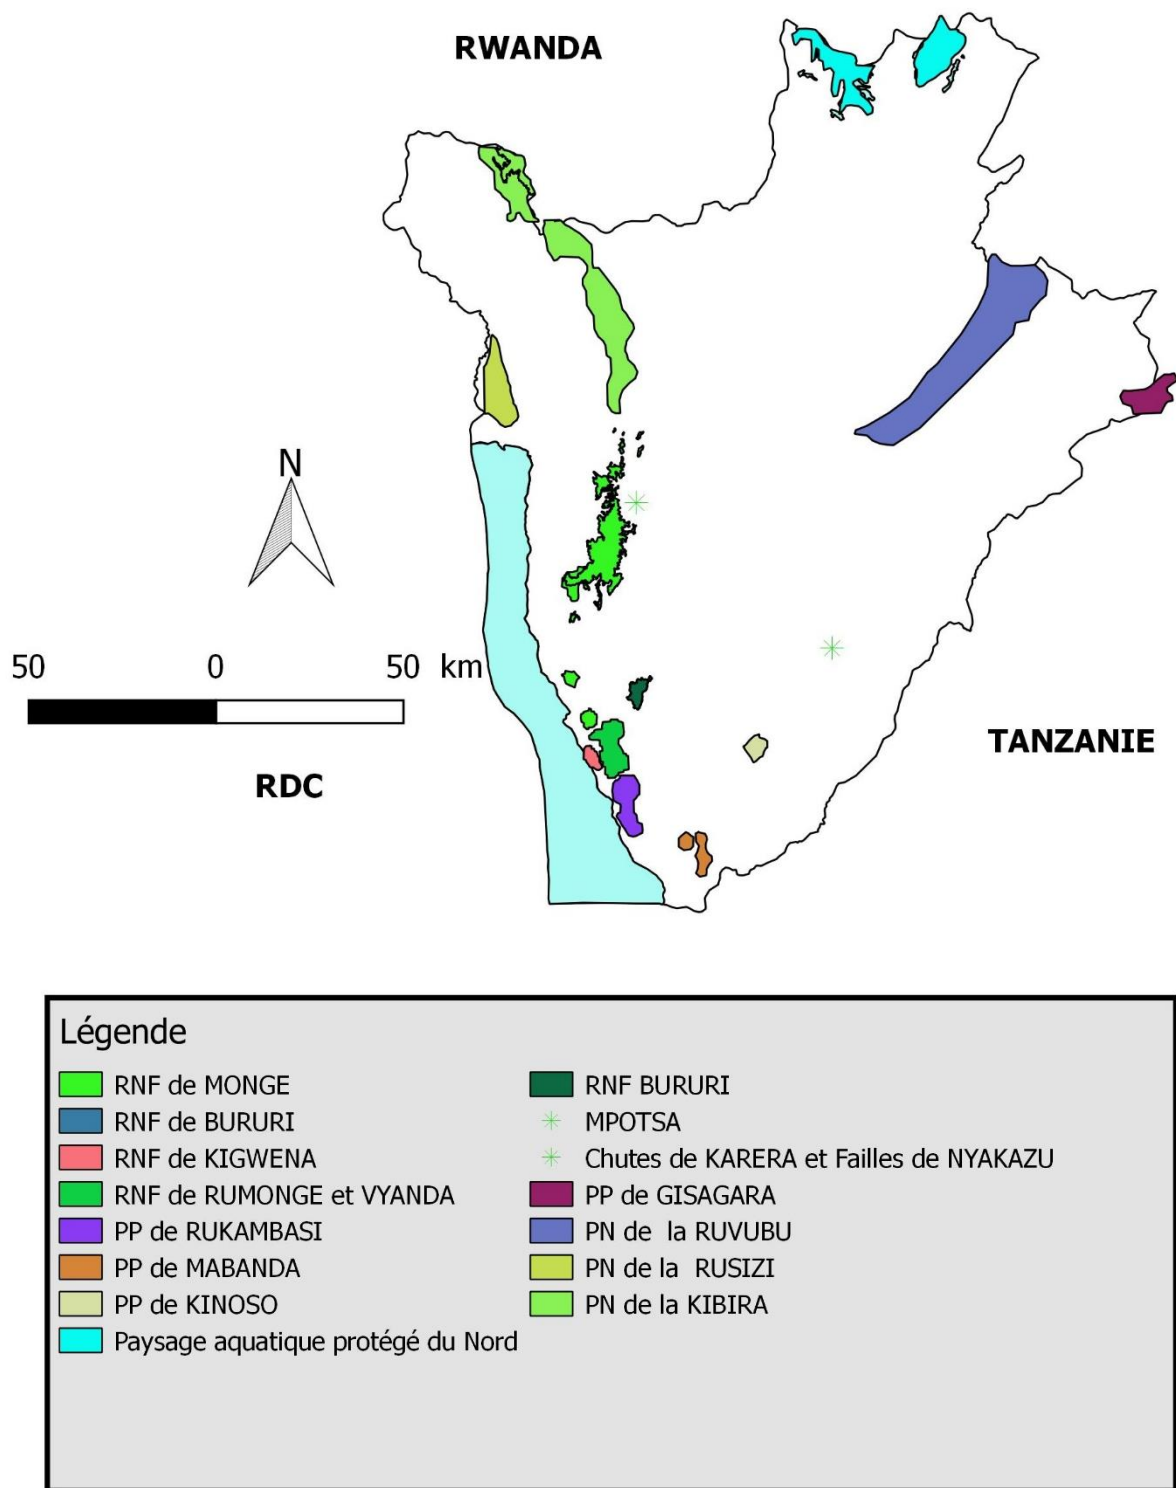 RWANDA
N
50 0 50 km
TANZANIE
RDC
Légende
RNF de MONGE
RNF de BURURI
RNF de KIGWENA
RNF de RUMONGE et VYANDA
PP de RUKAMBASI
PP de MABANDA
PP de KINOSO
Paysage aquatique protégé du Nord
RNF BURURI
MPOTSA
Chutes de KARERA et Failles de NYAKAZU
PP de GISAGARA
PN de la RUVUBU
PN de la RUSIZI
PN de la KIBIRA